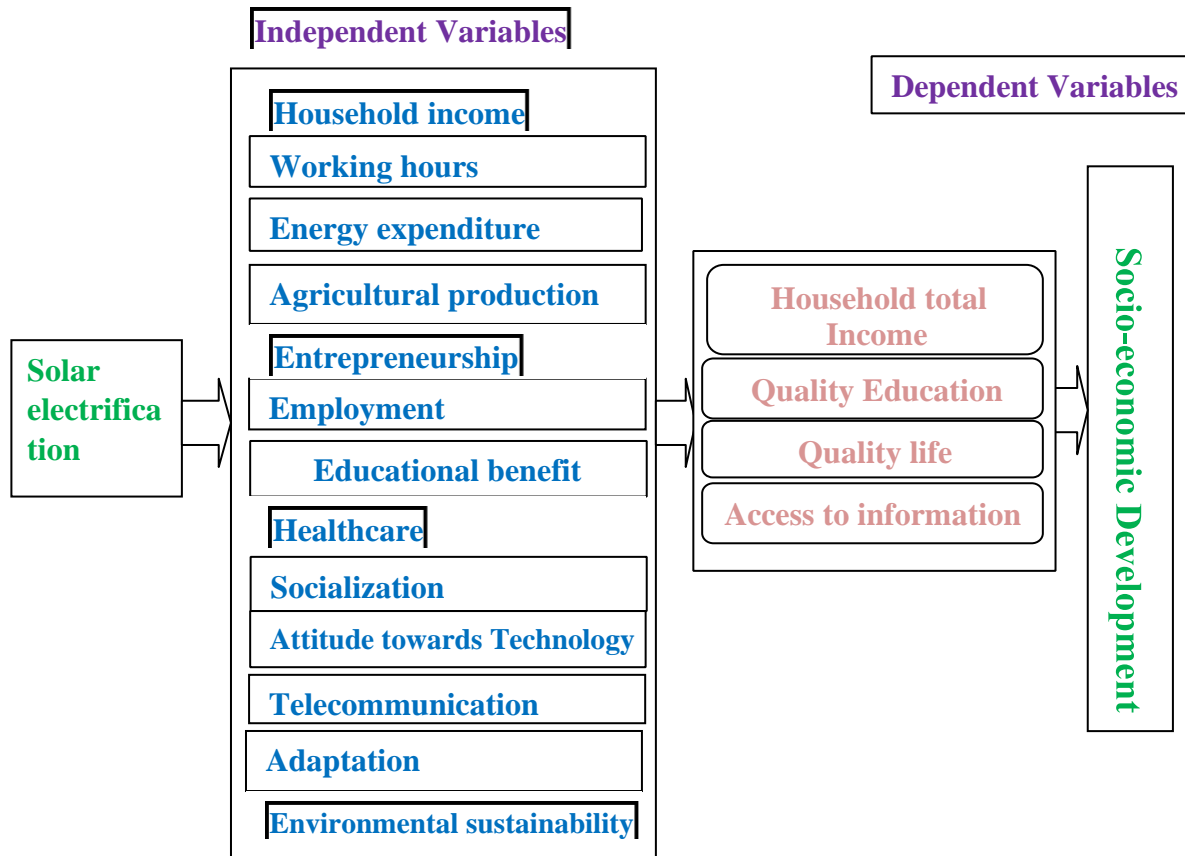 Independent Variables
Dependent Variables
Household income
Working hours
Energy expenditure
Agricultural production
Entrepreneurship
Employment
Educational benefit
Healthcare
Socialization
Attitude towards Technology
Telecommunication
Adaptation
Environmental sustainability
Solar
electrifica
tion
Household total
Income
Quality Education
Quality life
Access to information
Socio-economic Development